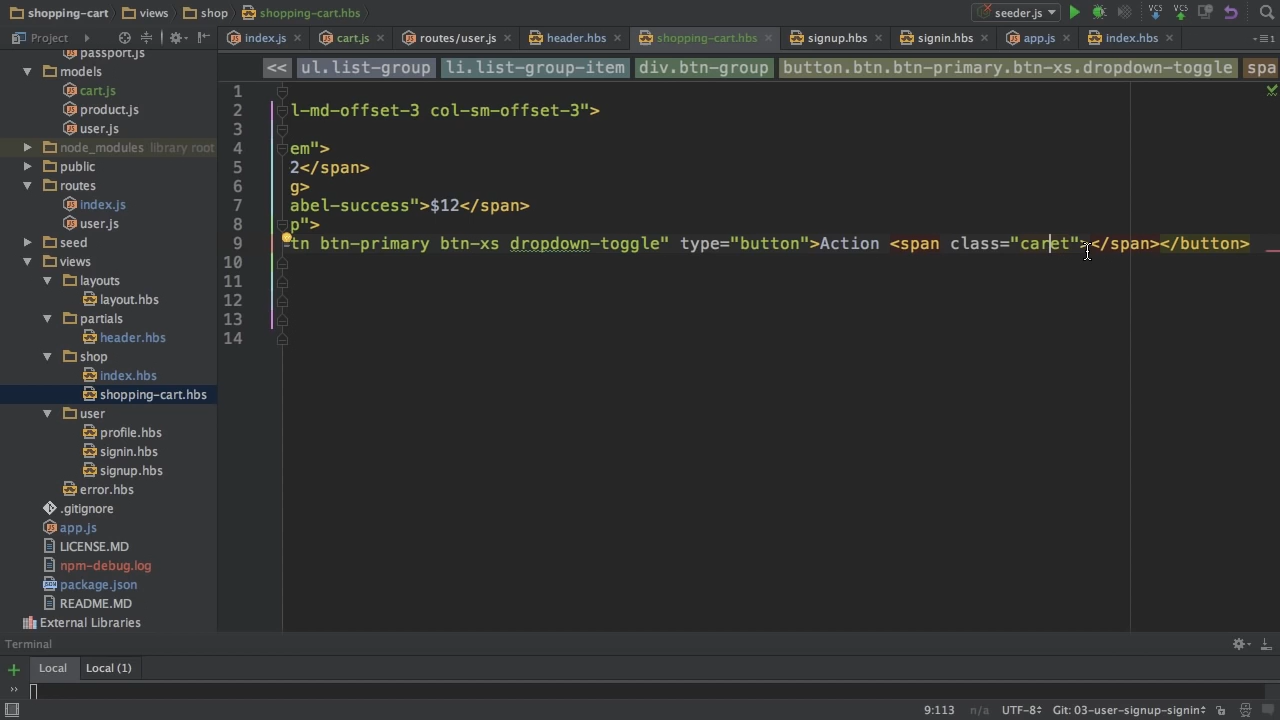 shopping-cart views shop shopping-cart.hbs seeder.js
Project index.js cart.js routes/user.js header.hbs shopping-cart.hbs signup.hbs signin.hbs app.js index.hbs
passport.js
<< ul.list-group li.list-group-item div.btn-group button.btn.btn-primary.btn-xs.dropdown-toggle spa
models
cart.js
product.js
user.js
node_modules library root
public
routes
index.js
user.js
seed
views
layouts
layout.hbs
partials
header.hbs
shop
index.hbs
shopping-cart.hbs
user
profile.hbs
signin.hbs
signup.hbs
error.hbs
.gitignore
app.js
LICENSE.MD
npm-debug.log
package.json
README.MD
External Libraries
1
2 l-md-offset-3 col-sm-offset-3">
3
4 em">
5 2</span>
6 g>
7 abel-success">$12</span>
8 p">
9 tn btn-primary btn-xs dropdown-toggle" type="button">Action <span class="caret"></span></button>
10
11
12
13
14
Terminal
Local Local (1)
9:113 n/a UTF-8 Git: 03-user-signup-signin